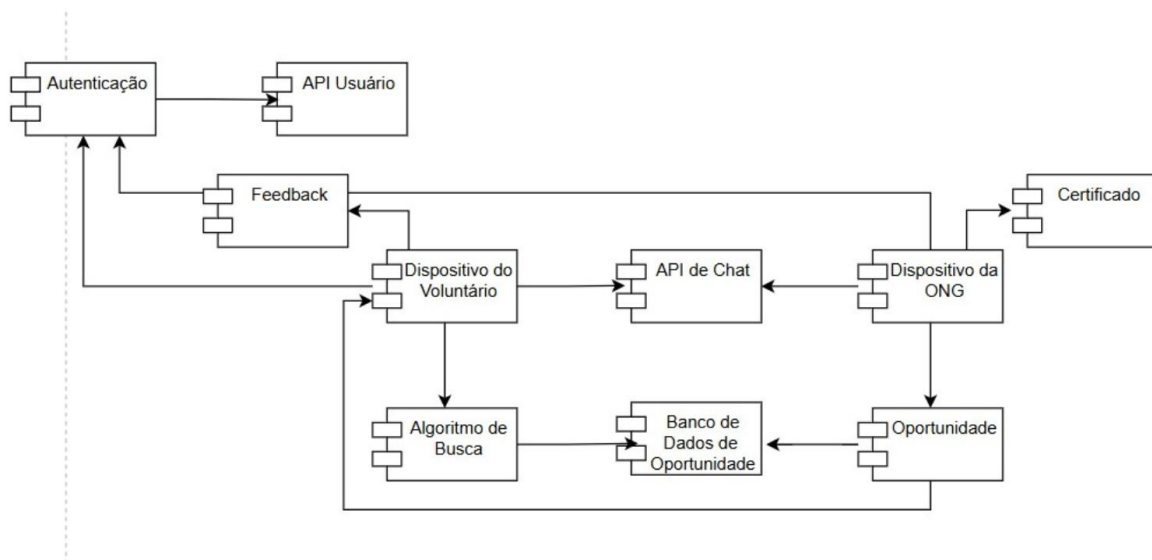 Autenticação
API Usuário
Feedback
Certificado
Dispositivo do
Voluntário
API de Chat
Dispositivo da
ONG
Algoritmo de
Busca
Banco de
Dados de
Oportunidade
Oportunidade